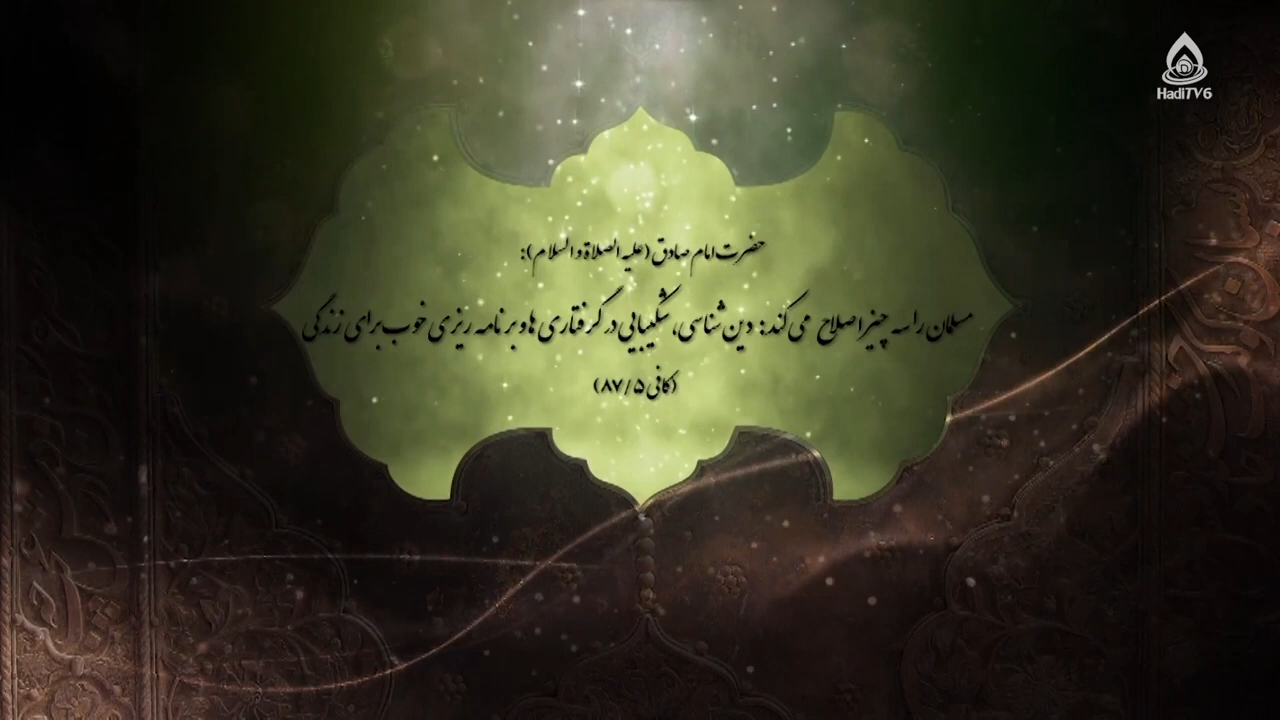 HadiTV6
حضرت امام صادق (علیه الصلاة و السلام):
مسلمان را سه چیز اصلاح می‌کند: دین شناسی، شکیبایی در گرفتاری ها و برنامه ریزی خوب برای زندگی
(کافی ۵/ ۸۷)